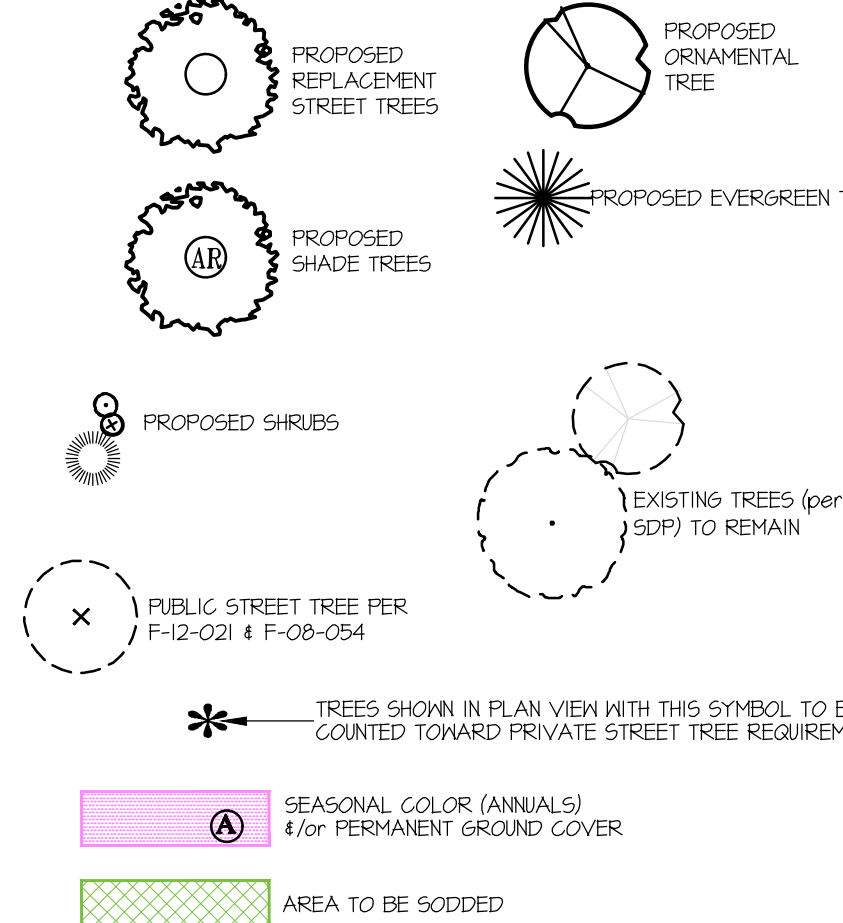 PROPOSED
REPLACEMENT
STREET TREES
PROPOSED
ORNAMENTAL
TREE
PROPOSED EVERGREEN
AR
PROPOSED
SHADE TREES
PROPOSED SHRUBS
EXISTING TREES (per
SDP) TO REMAIN
PUBLIC STREET TREE PER
F-12-021 & F-08-054
TREES SHOWN IN PLAN VIEW WITH THIS SYMBOL TO
COUNTED TOWARD PRIVATE STREET TREE
A
SEASONAL COLOR (ANNUALS)
&/or PERMANENT GROUND COVER
AREA TO BE SODDED